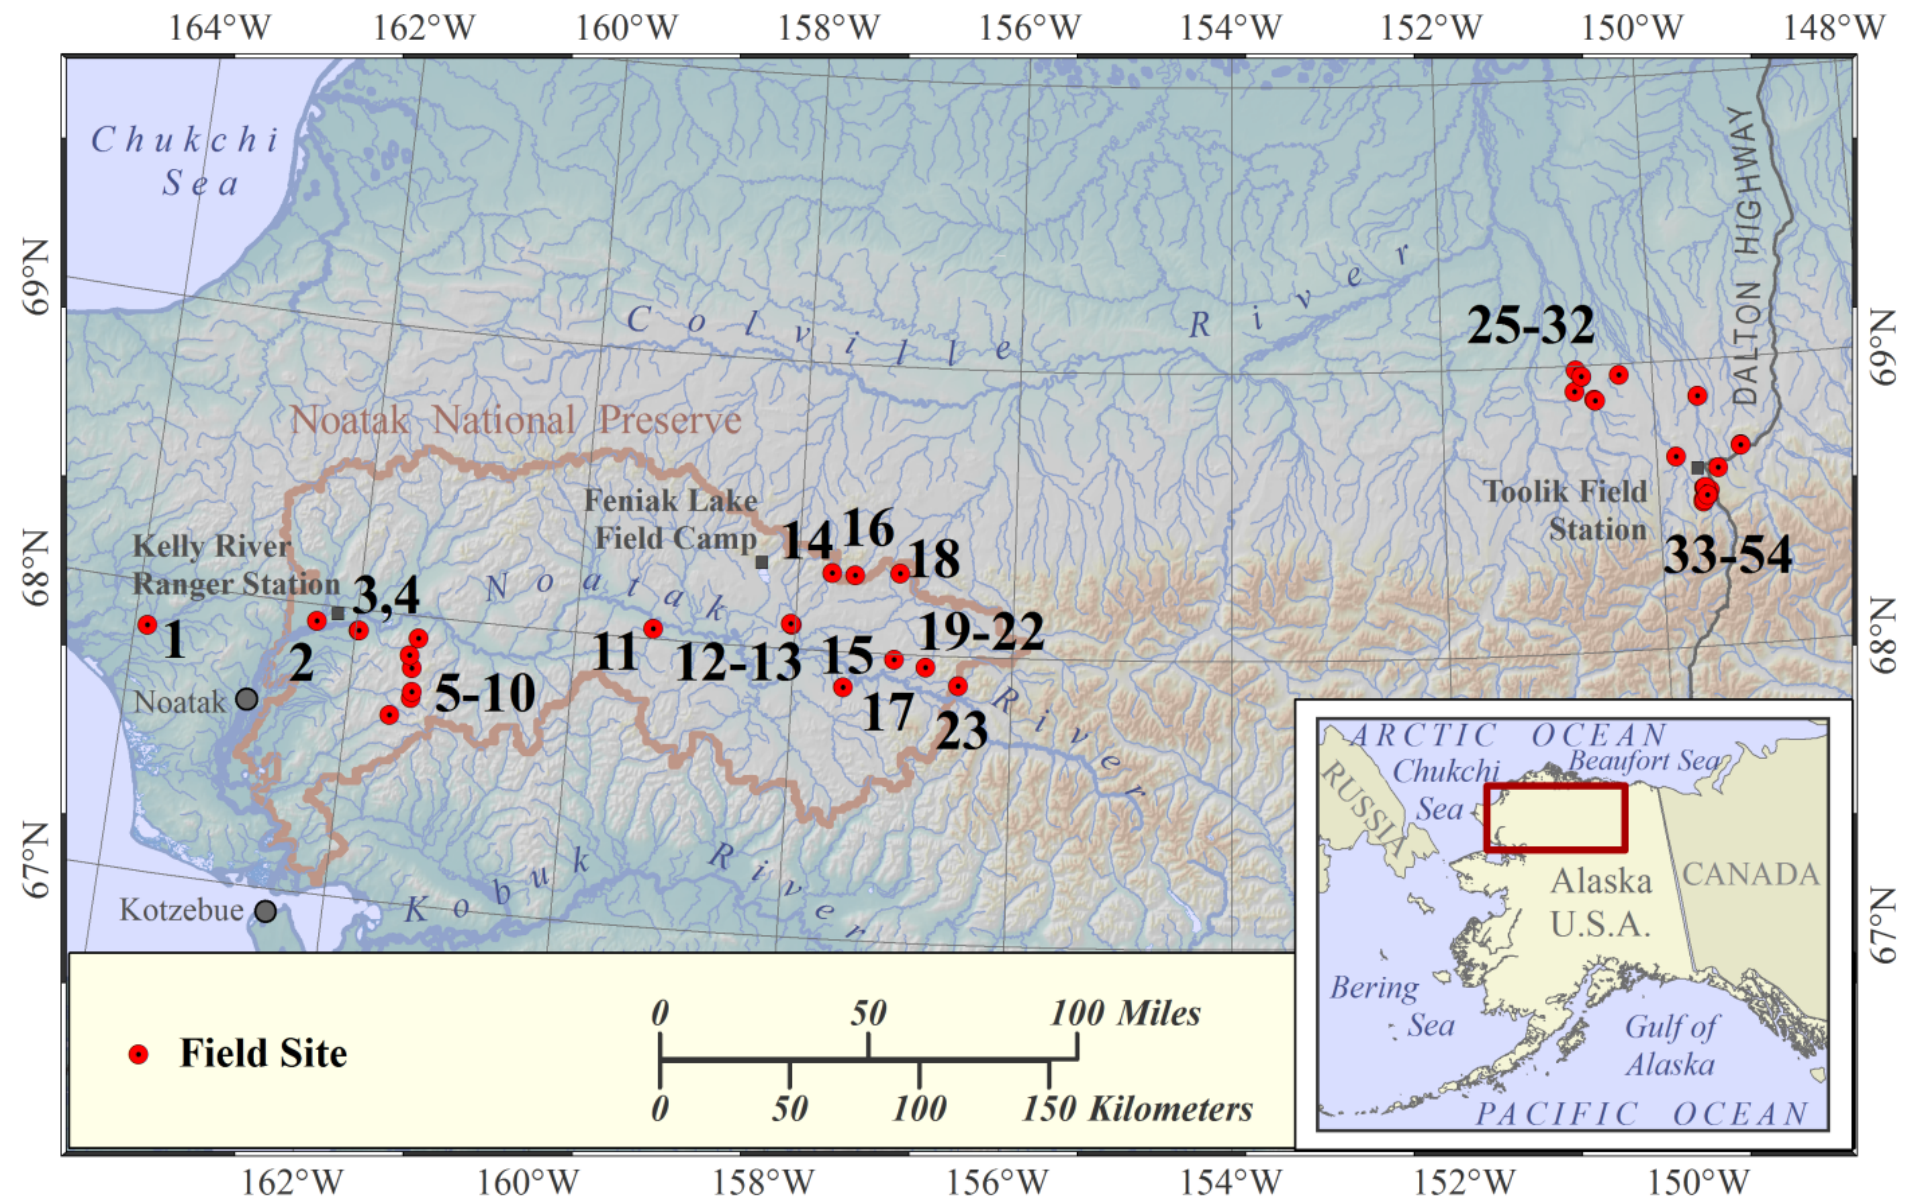 164°W 162°W 160°W 158°W 156°W 154°W 152°W 150°W 148°W
Chukchi
Sea
DALTON HIGHWAY
69°N
69°N
Colville River
25-32
Noatak National Preserve
Feniak Lake
Field Camp
Toolik Field
Station
14 16
18
33-54
Kelly River
Ranger Station
68°N
68°N
Noatak River
3,4
1
2
11
12-13
15
19-22
5-10
17
23
Noatak
67°N
67°N
Kobuk River
Kotzebue
Field Site
0 50 100 Miles
0 50 100 150 Kilometers
ARCTIC OCEAN
Beaufort Sea
Chukchi
Sea
RUSSIA
Alaska
U.S.A.
CANADA
Bering
Sea
Gulf of
Alaska
PACIFIC OCEAN
162°W 160°W 158°W 156°W 154°W 152°W 150°W